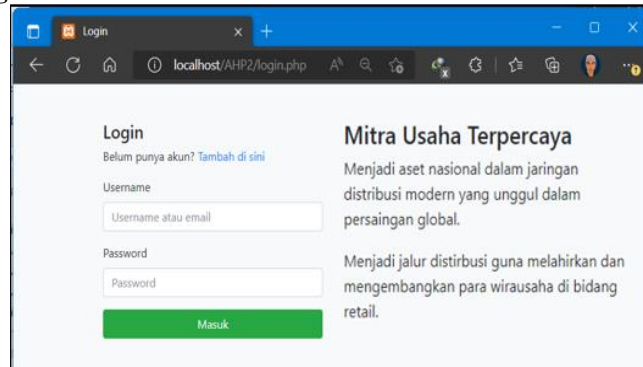 Login
localhost/AHP2/login.php
Login
Belum punya akun? Tambah di sini
Username
Username atau email
Password
Password
Masuk
Mitra Usaha Terpercaya
Menjadi aset nasional dalam jaringan
distribusi modern yang unggul dalam
persaingan global.
Menjadi jalur distirbusi guna melahirkan dan
mengembangkan para wirausaha di bidang
retail.